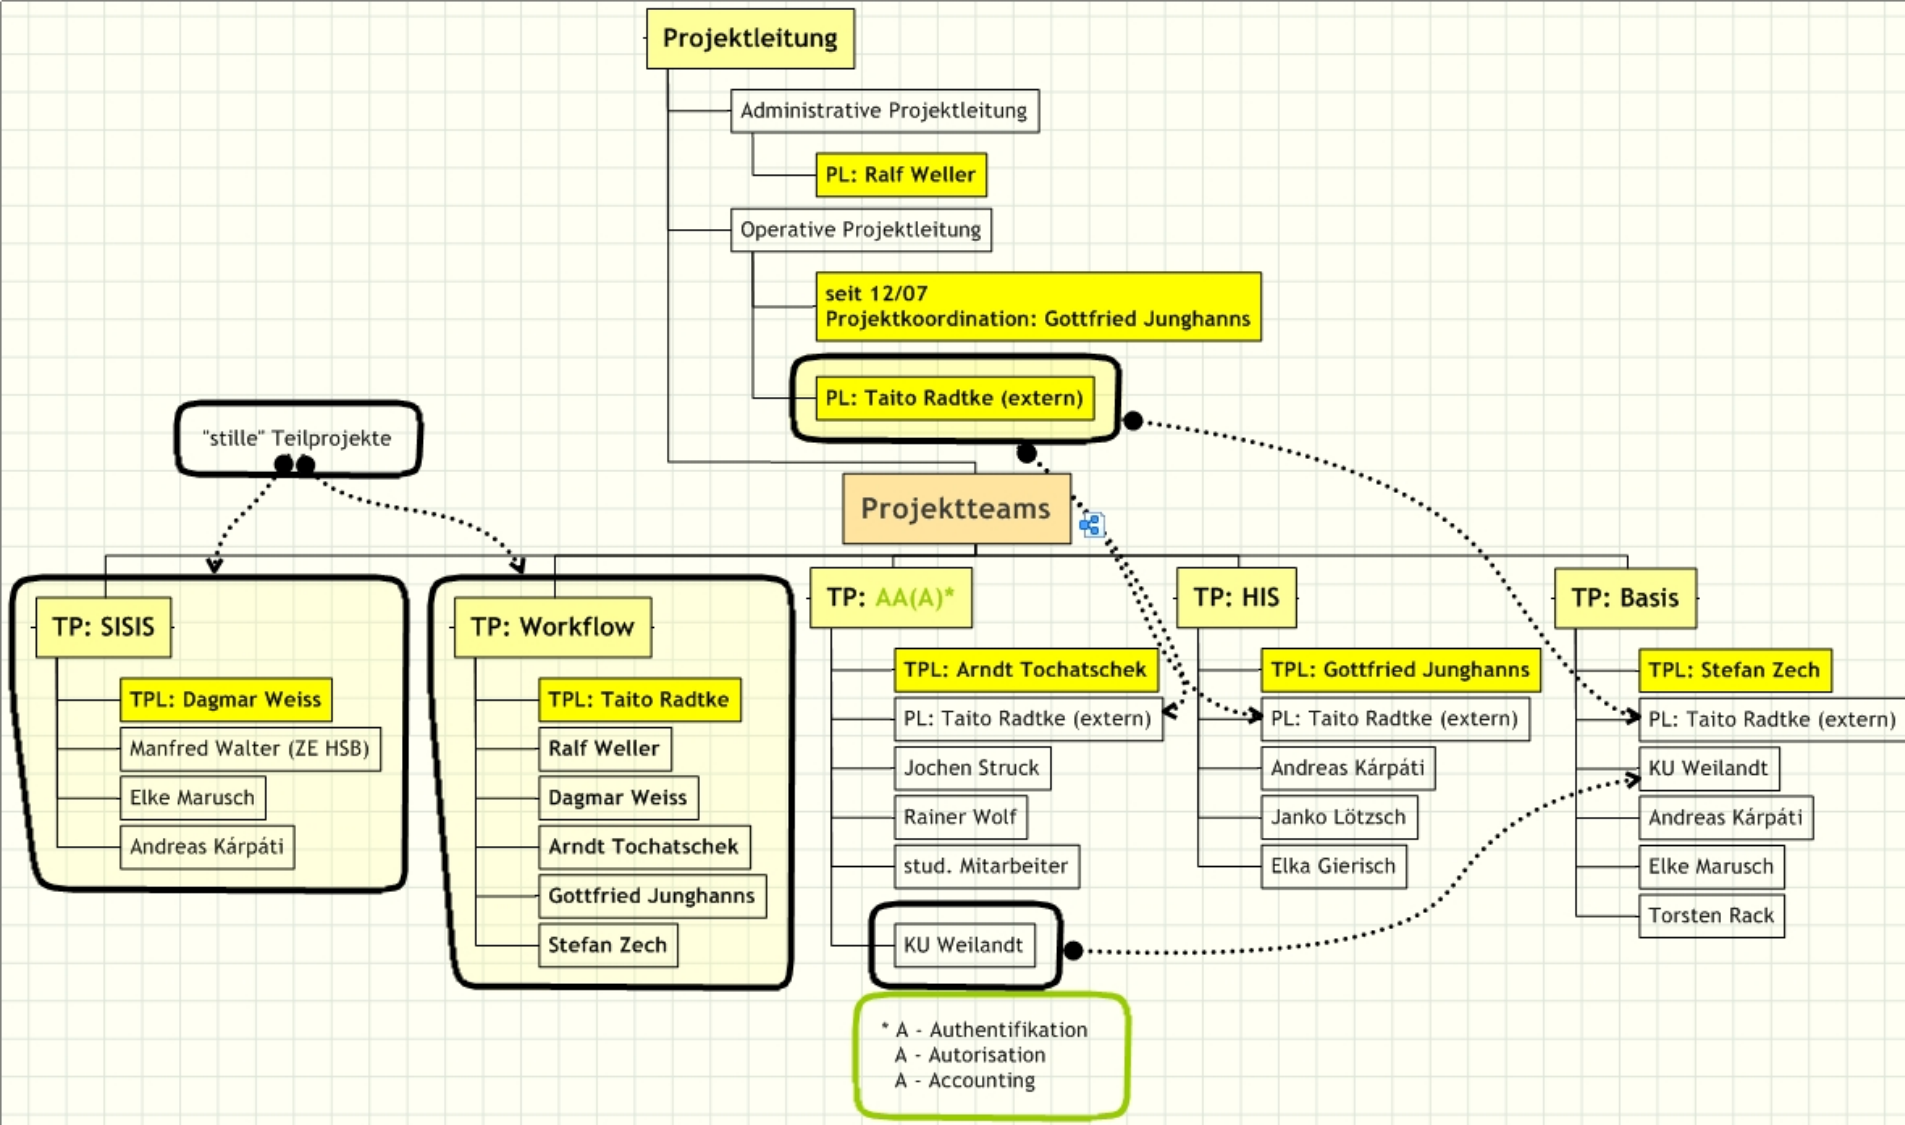 Projektleitung
Administrative Projektleitung
PL: Ralf Weller
Operative Projektleitung
seit 12/07
Projektkoordination: Gottfried Junghanns
PL: Taito Radtke (extern)
"stille" Teilprojekte
Projektteams
TP: SISIS
TPL: Dagmar Weiss
Manfred Walter (ZE HSB)
Elke Marusch
Andreas Kárpáti
TP: Workflow
TPL: Taito Radtke
Ralf Weller
Dagmar Weiss
Arndt Tochatschek
Gottfried Junghanns
Stefan Zech
TP: AA(A)*
TPL: Arndt Tochatschek
PL: Taito Radtke (extern)
Jochen Struck
Rainer Wolf
stud. Mitarbeiter
KU Weilandt
* A - Authentifikation
A - Autorisation
A - Accounting
TP: HIS
TPL: Gottfried Junghanns
PL: Taito Radtke (extern)
Andreas Kárpáti
Janko Lötzsch
Elka Gierisch
TP: Basis
TPL: Stefan Zech
PL: Taito Radtke (extern)
KU Weilandt
Andreas Kárpáti
Elke Marusch
Torsten Rack